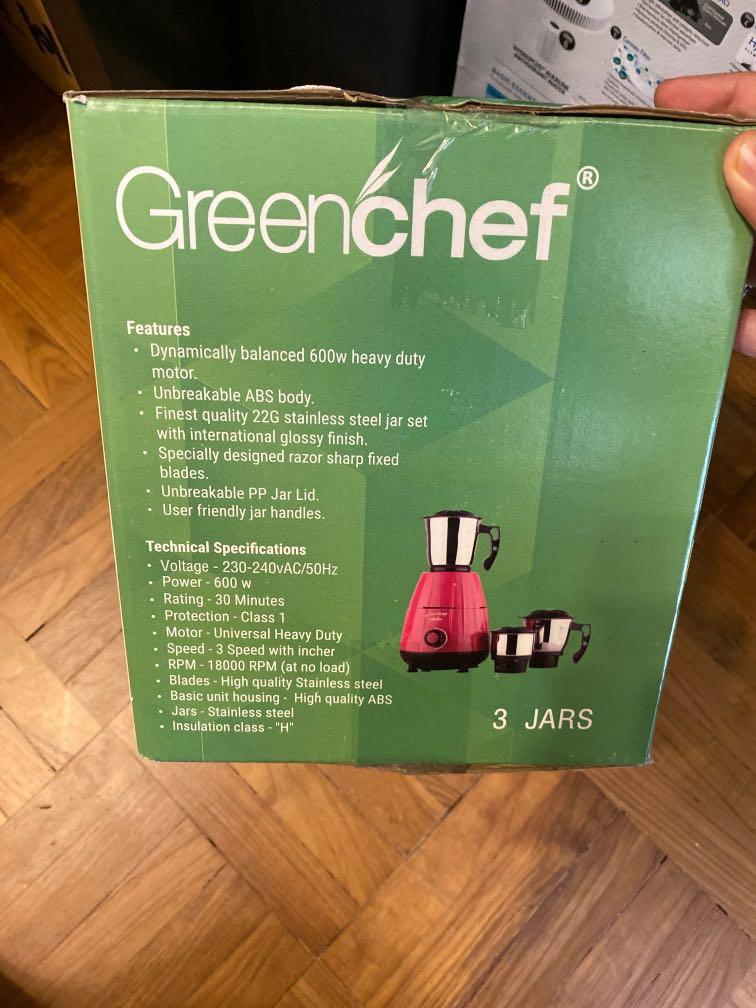 Greenchef®
Features
• Dynamically balanced 600w heavy duty
motor.
• Unbreakable ABS body.
• Finest quality 22G stainless steel jar set
with international glossy finish.
• Specially designed razor sharp fixed
blades.
• Unbreakable PP Jar Lid.
• User friendly jar handles.
Technical Specifications
• Voltage - 230-240vAC/50Hz
• Power - 600 w
• Rating - 30 Minutes
• Protection - Class 1
• Motor - Universal Heavy Duty
• Speed - 3 Speed with incher
• RPM - 18000 RPM (at no load)
• Blades - High quality Stainless steel
• Basic unit housing - High quality ABS
• Jars - Stainless steel
• Insulation class - "H"
3 JARS